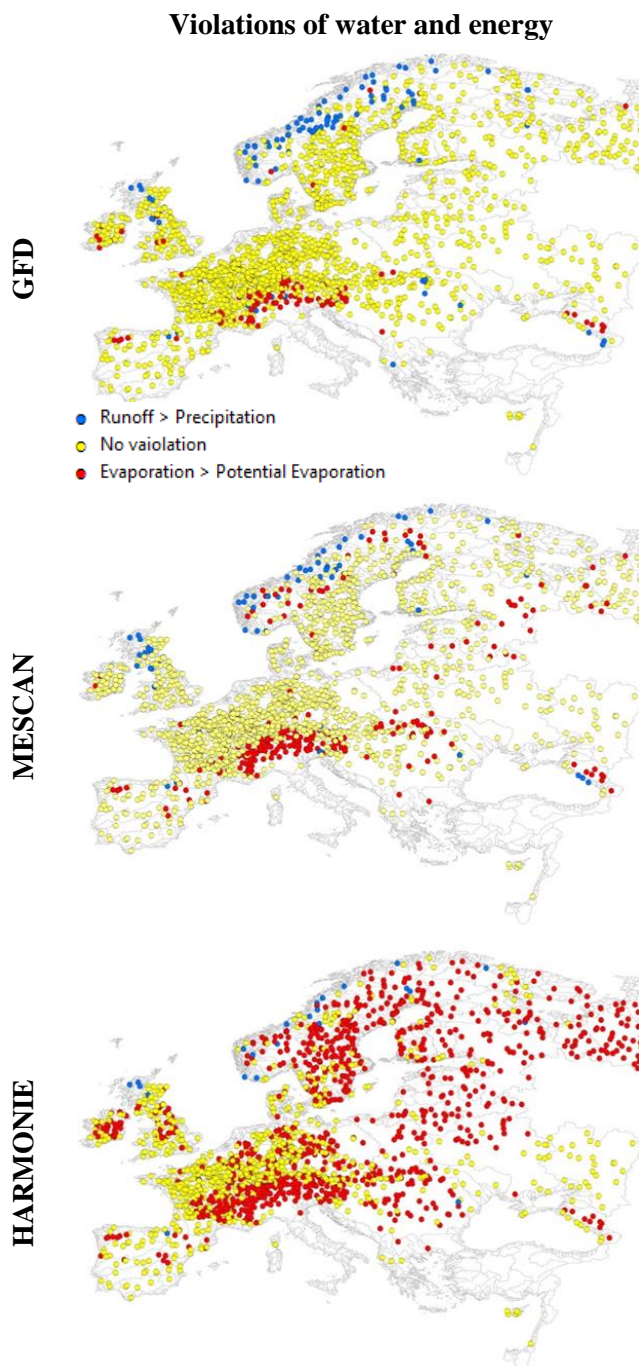 Violations of water and energy
GFD
Runoff > Precipitation
No vaiolation
Evaporation > Potential Evaporation
MESCAN
HARMONIE